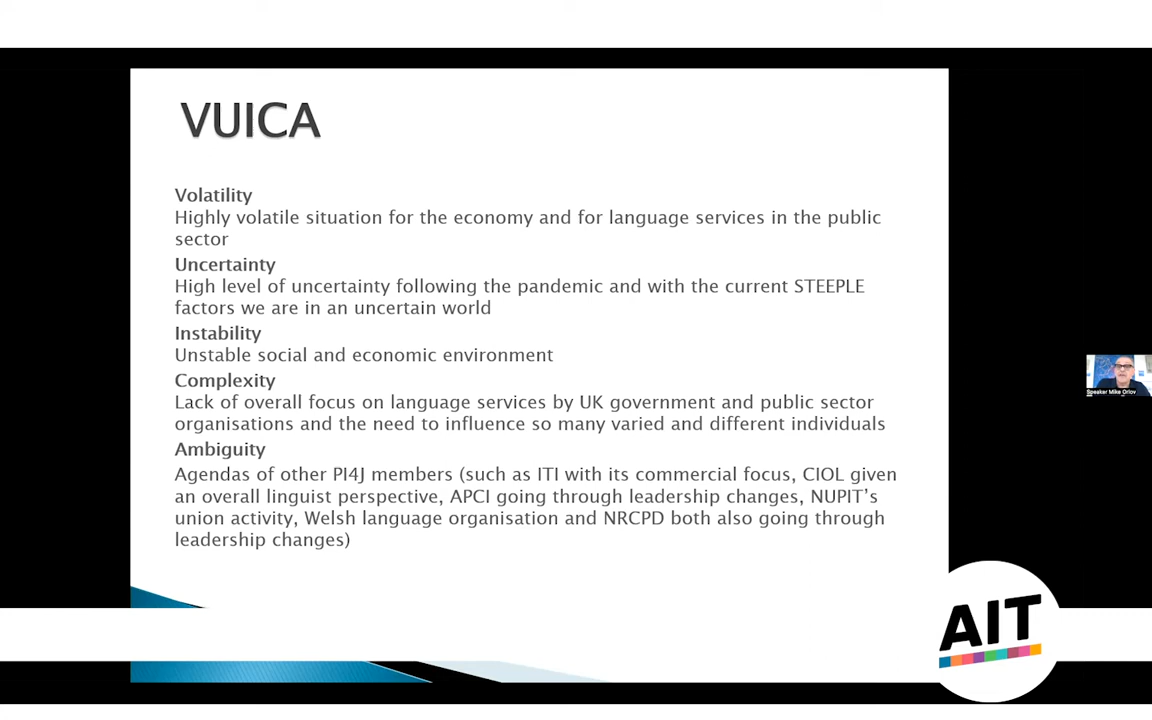 VUICA
Volatility
Highly volatile situation for the economy and for language services in the public
sector
Uncertainty
High level of uncertainty following the pandemic and with the current STEEPLE
factors we are in an uncertain world
Instability
Unstable social and economic environment
Complexity
Lack of overall focus on language services by UK government and public sector
organisations and the need to influence so many varied and different individuals
Ambiguity
Agendas of other PI4J members (such as ITI with its commercial focus, CIOL given
an overall linguist perspective, APCI going through leadership changes, NUPIT’s
union activity, Welsh language organisation and NRCPD both also going through
leadership changes)
Speaker Mike Orlov
AIT